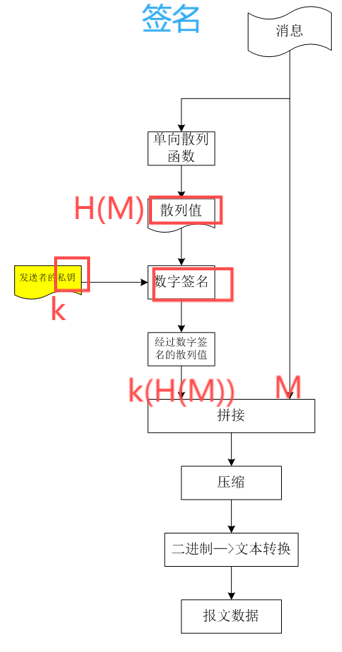 签名
消息
单向散列
函数
H(M)
散列值
发送者的私钥
数字签名
k
经过数字签
名的散列值
k(H(M))
M
拼接
压缩
二进制—>文本转换
报文数据